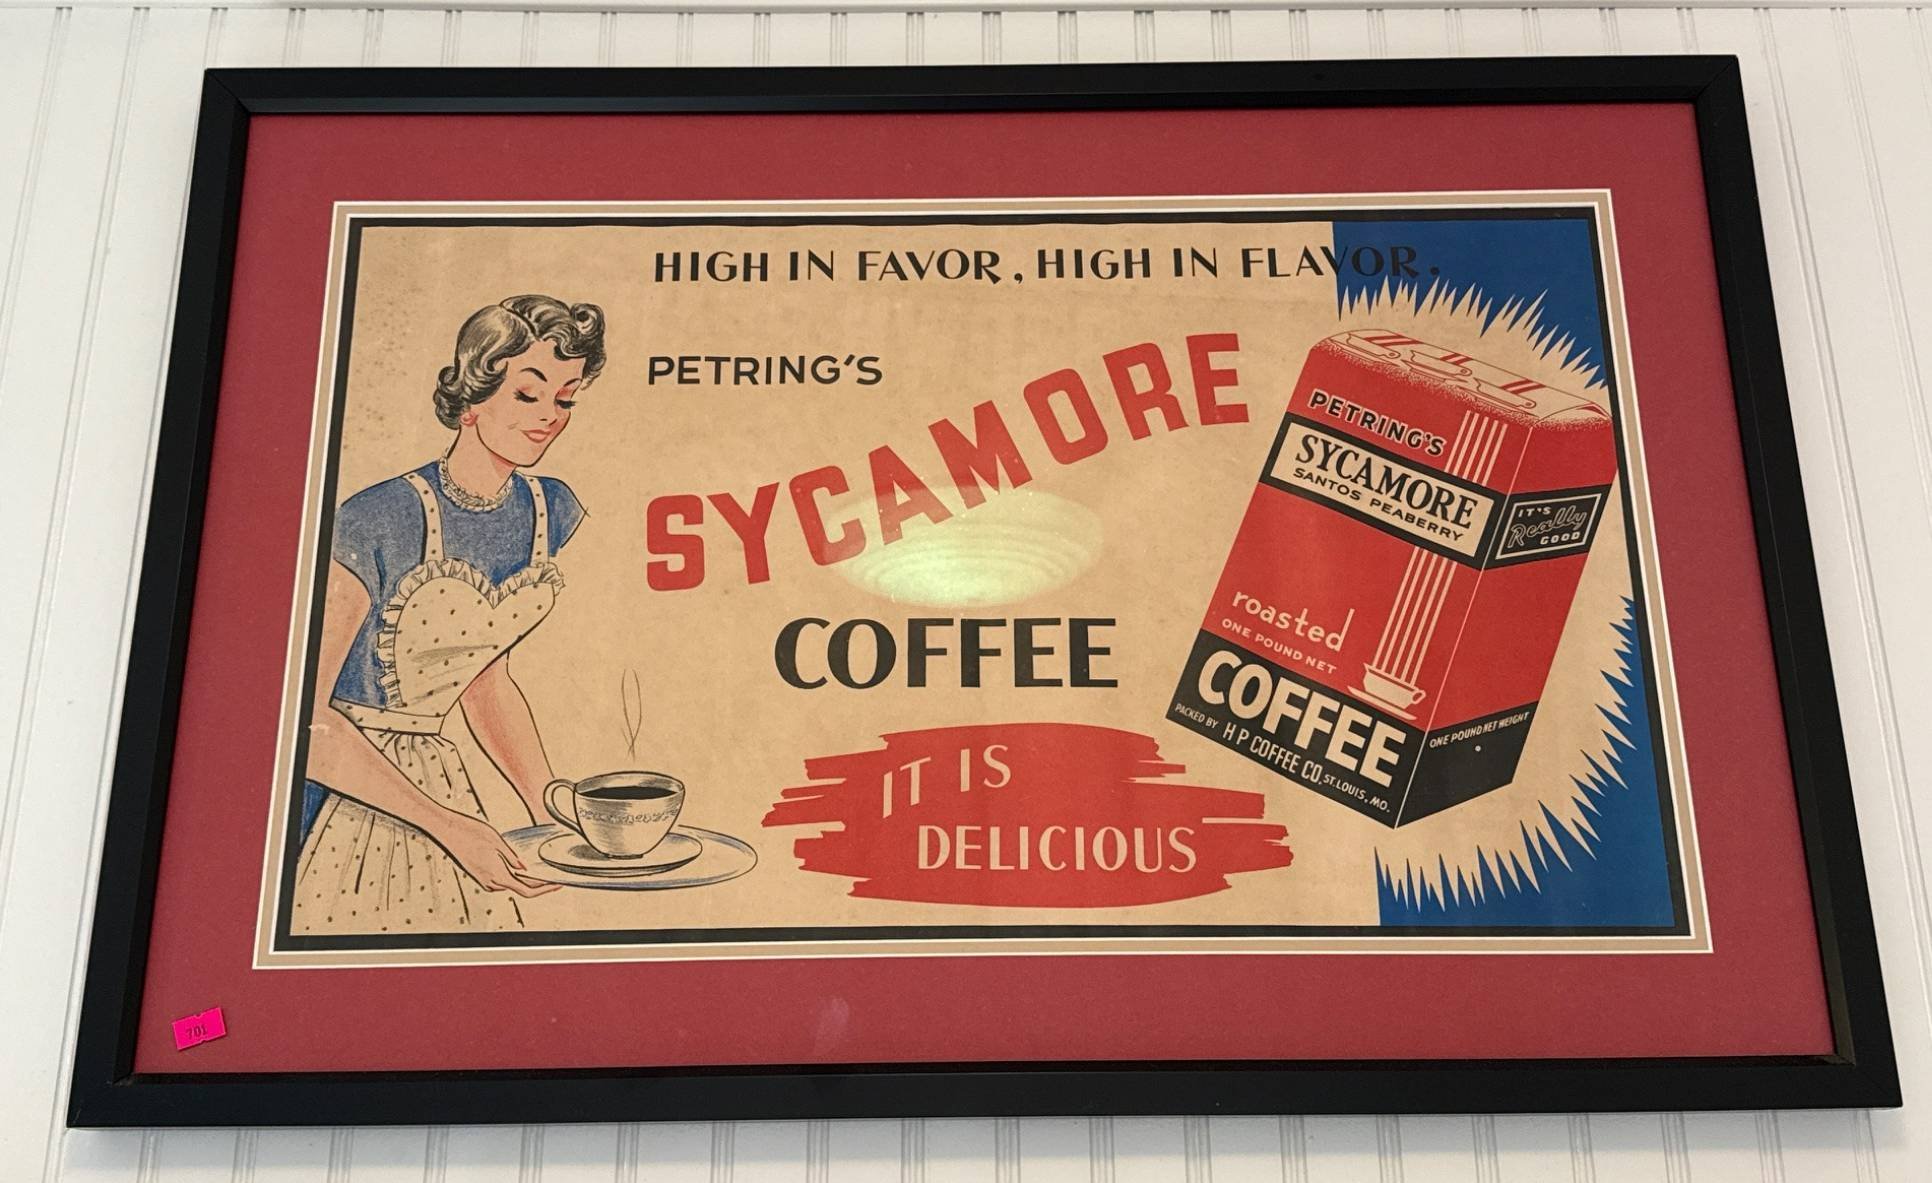 HIGH IN FAVOR, HIGH IN FLAVOR.
PETRING'S
SYCAMORE
COFFEE
IT IS
DELICIOUS
PETRING'S
SYCAMORE
SANTOS PEABERRY
IT'S
Really
GOOD
roasted
ONE POUND NET
COFFEE
PACKED BY H P COFFEE CO. ST. LOUIS, MO.
ONE POUND NET WEIGHT
701